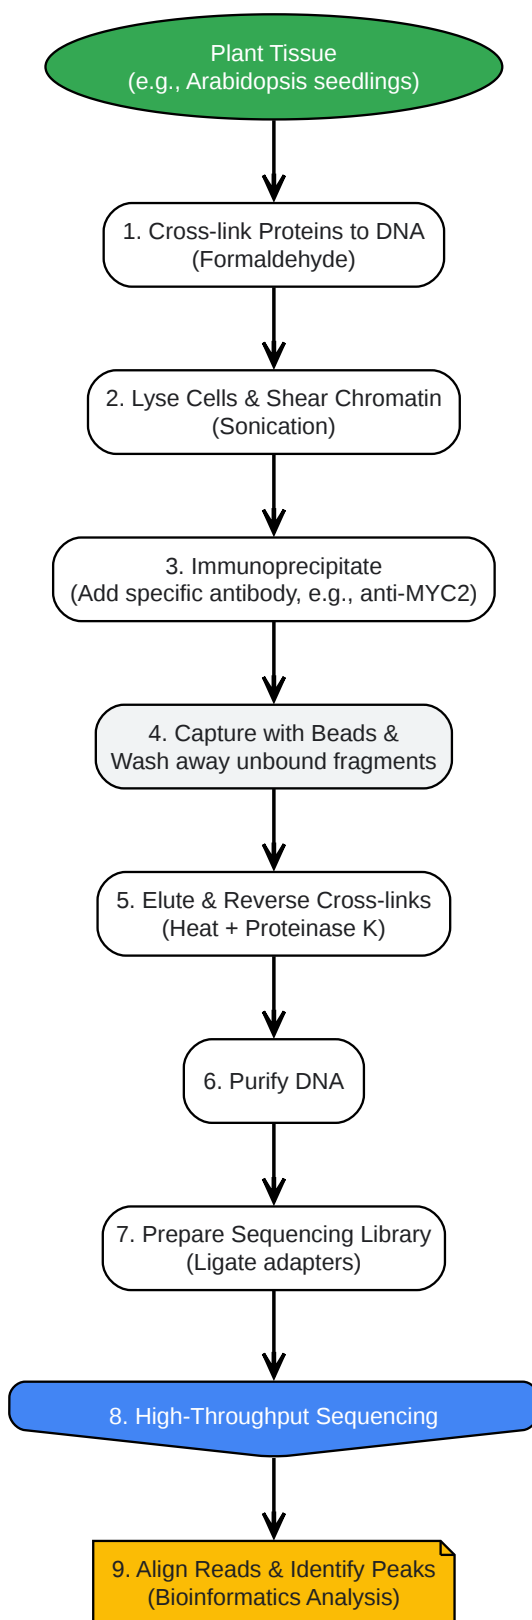 Plant Tissue
(e.g., Arabidopsis seedlings)
1. Cross-link Proteins to DNA
(Formaldehyde)
2. Lyse Cells & Shear Chromatin
(Sonication)
3. Immunoprecipitate
(Add specific antibody, e.g., anti-MYC2)
4. Capture with Beads &
Wash away unbound fragments
5. Elute & Reverse Cross-links
(Heat + Proteinase K)
6. Purify DNA
7. Prepare Sequencing Library
(Ligate adapters)
8. High-Throughput Sequencing
9. Align Reads & Identify Peaks
(Bioinformatics Analysis)